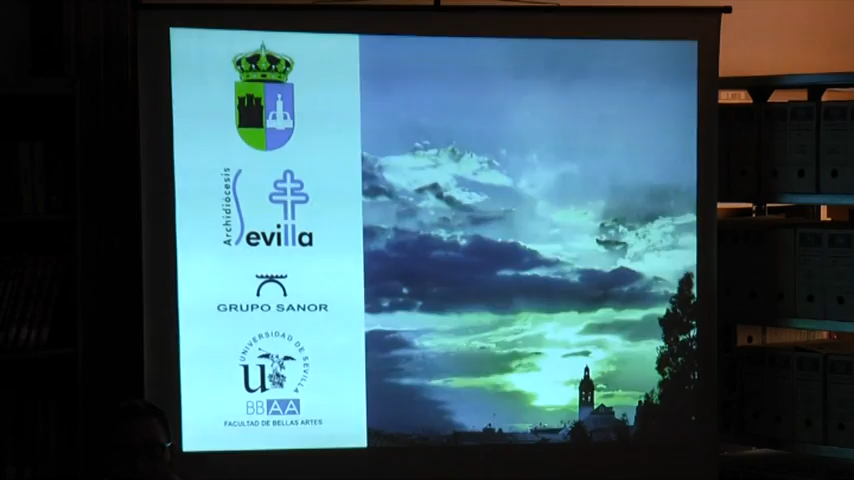 Archidiócesis
Sevilla
GRUPO SANOR
UNIVERSIDAD DE SEVILLA
u
BBAA
FACULTAD DE BELLAS ARTES